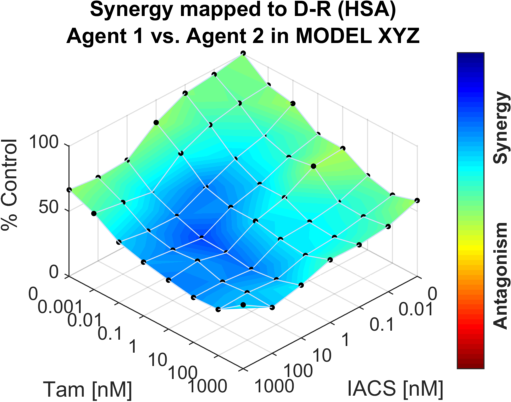 Synergy mapped to D-R (HSA)
Agent 1 vs. Agent 2 in MODEL XYZ
% Control
100
50
0
0
0.001
0.01
0.1
1
10
100
1000
Tam [nM]
0
0.01
0.1
1
10
100
1000
IACS [nM]
Synergy
Antagonism